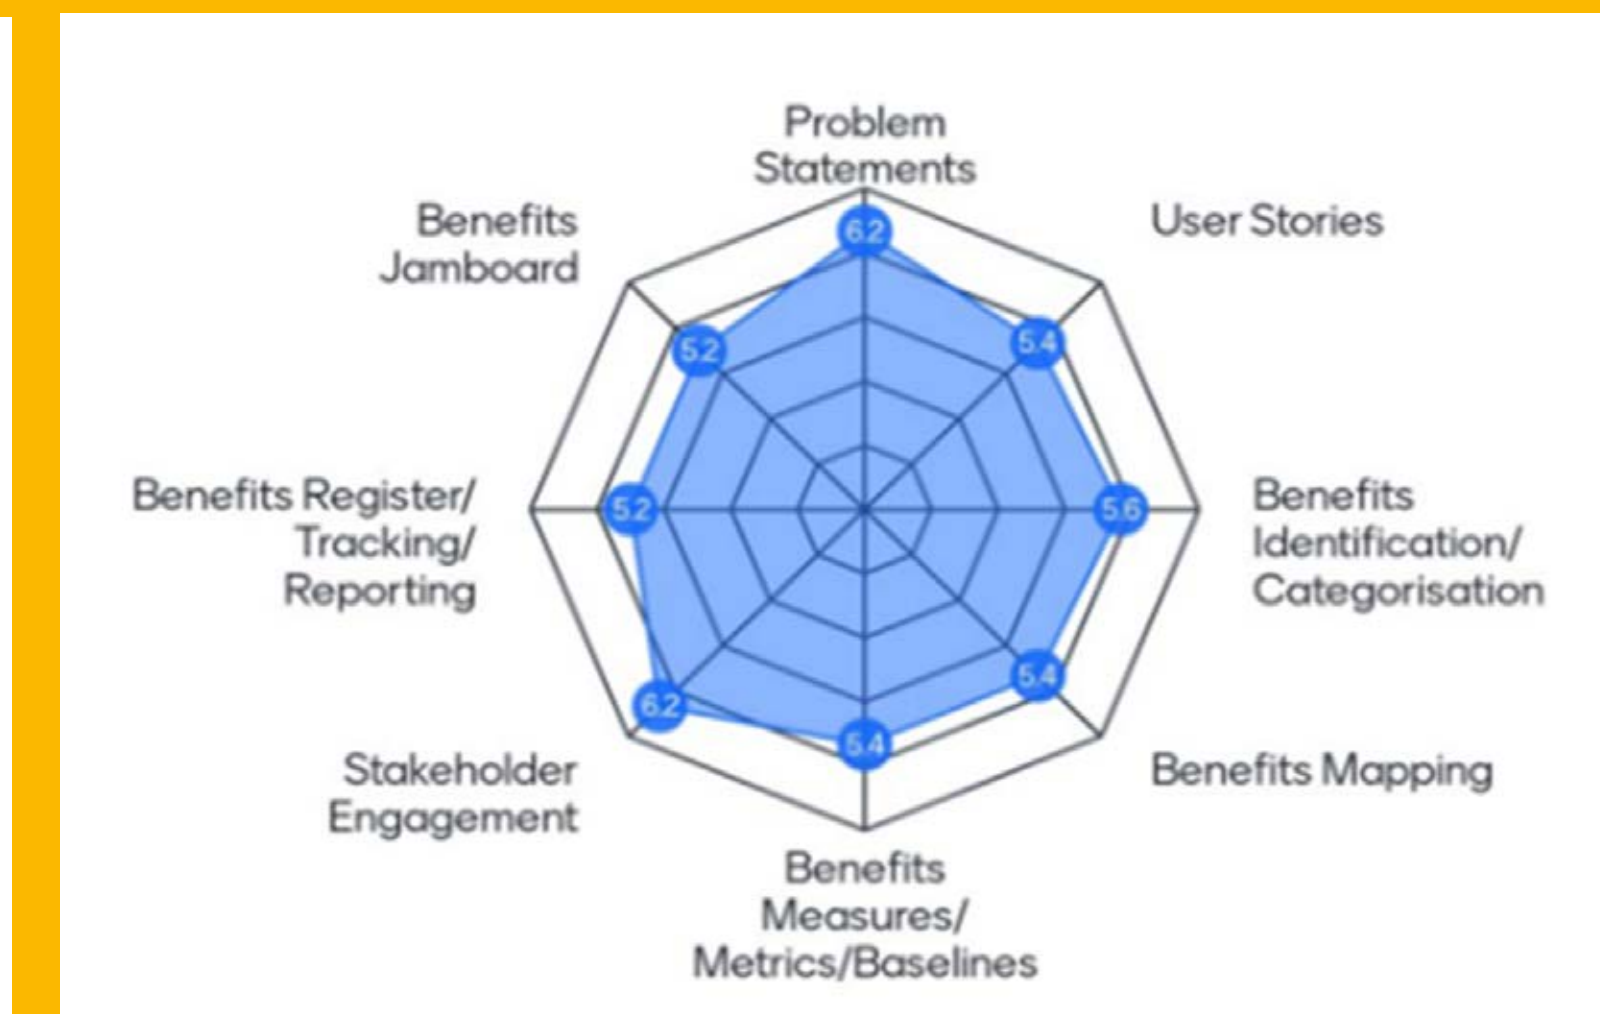 Problem
Statements
User Stories
Benefits
Identification/
Categorisation
Benefits Mapping
Benefits
Measures/
Metrics/Baselines
Stakeholder
Engagement
Benefits Register/
Tracking/
Reporting
Benefits
Jamboard
6.2
5.4
5.6
5.4
5.4
6.2
5.2
5.2